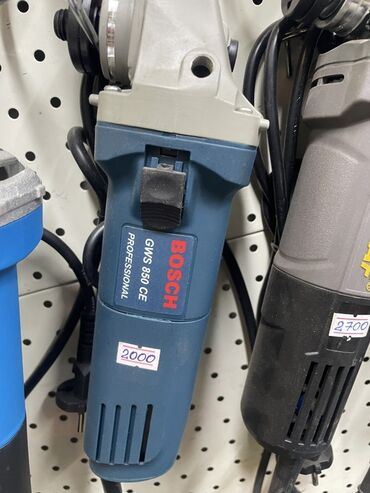 BOSCH
GWS 850 CE
PROFESSIONAL
2000
2700